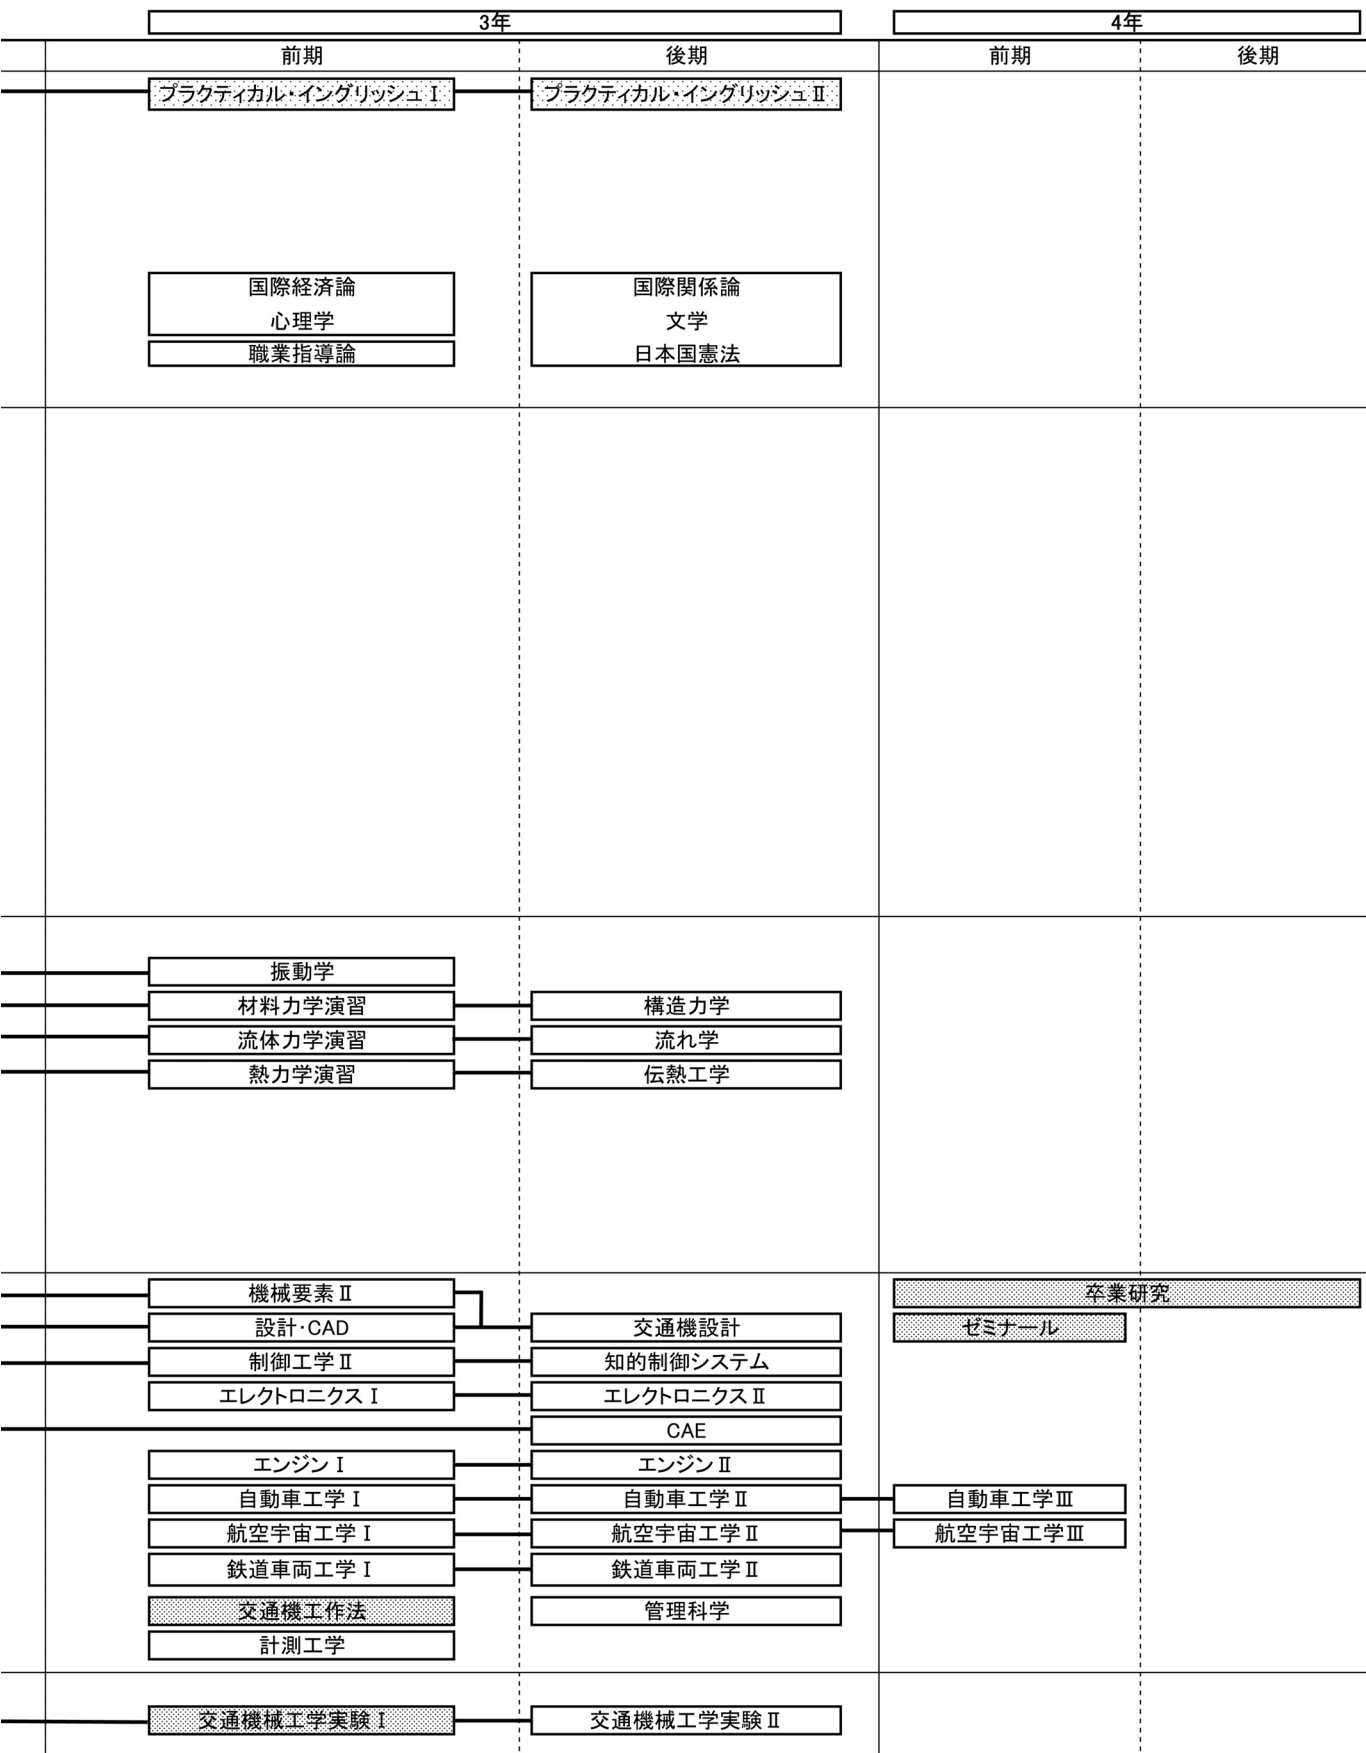 3年 4年
前期 後期 前期 後期
プラクティカル・イングリッシュⅠ プラクティカル・イングリッシュⅡ
国際経済論 国際関係論
心理学 文学
職業指導論 日本国憲法
振動学
材料力学演習 構造力学
流体力学演習 流れ学
熱力学演習 伝熱工学
機械要素Ⅱ 卒業研究
設計・CAD 交通機設計 ゼミナール
制御工学Ⅱ 知的制御システム
エレクトロニクスⅠ エレクトロニクスⅡ
CAE
エンジンⅠ エンジンⅡ
自動車工学Ⅰ 自動車工学Ⅱ 自動車工学Ⅲ
航空宇宙工学Ⅰ 航空宇宙工学Ⅱ 航空宇宙工学Ⅲ
鉄道車両工学Ⅰ 鉄道車両工学Ⅱ
交通機工作法 管理科学
計測工学
交通機械工学実験Ⅰ 交通機械工学実験Ⅱ